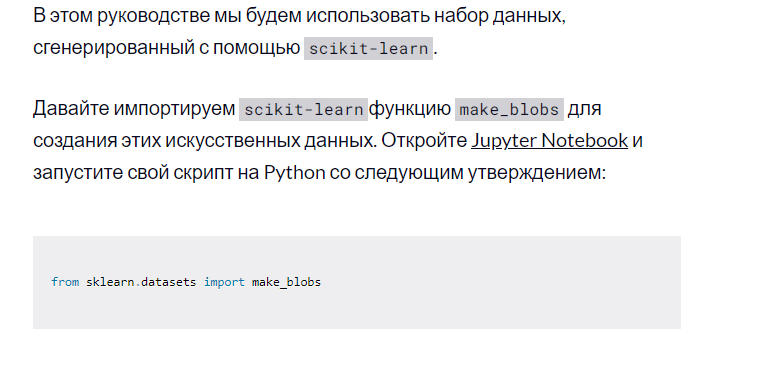 В этом руководстве мы будем использовать набор данных,
сгенерированный с помощью scikit-learn.
Давайте импортируем scikit-learn функцию make_blobs для
создания этих искусственных данных. Откройте Jupyter Notebook и
запустите свой скрипт на Python со следующим утверждением:
from sklearn.datasets import make_blobs